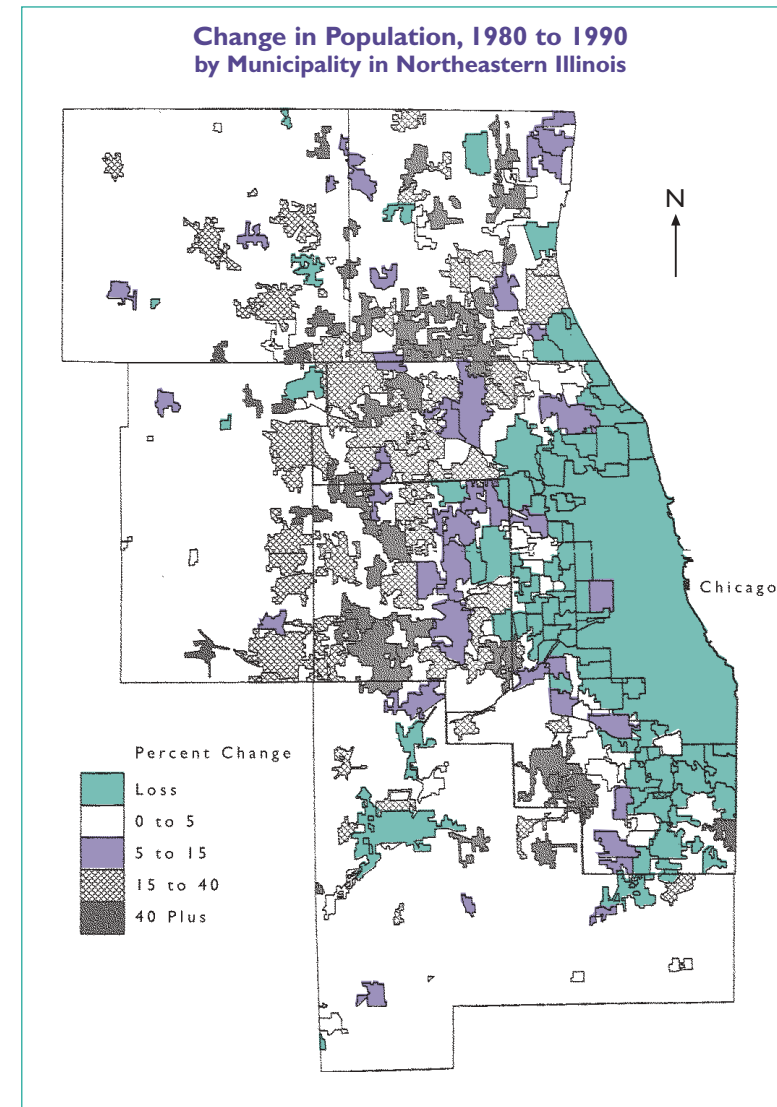 Change in Population, 1980 to 1990
by Municipality in Northeastern Illinois
N
Chicago
Percent Change
Loss
0 to 5
5 to 15
15 to 40
40 Plus